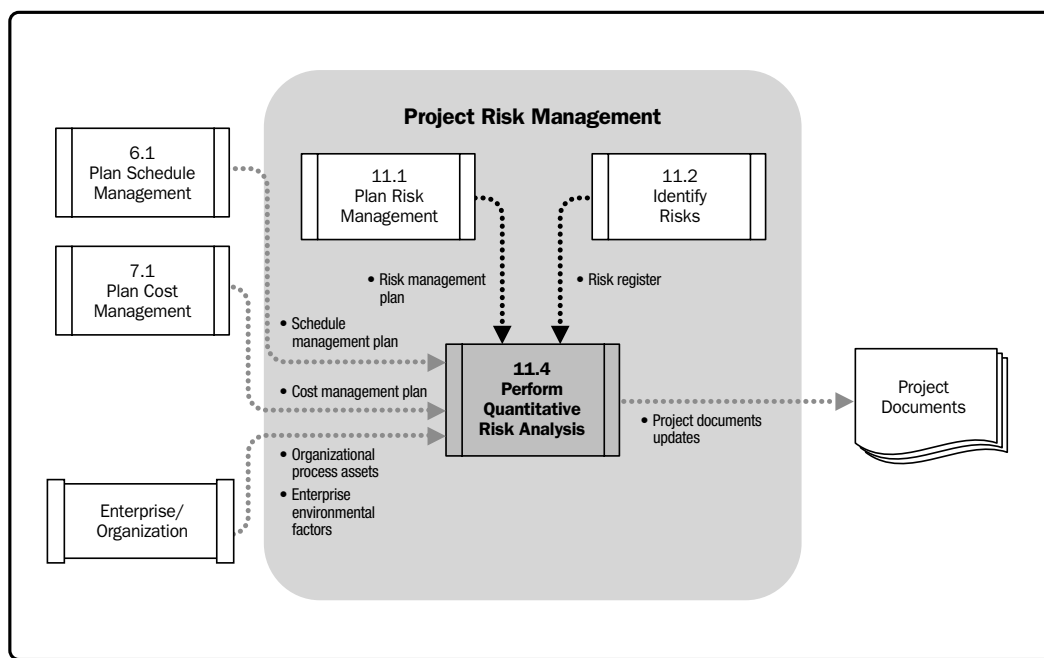 Project Risk Management
6.1
Plan Schedule
Management
11.1
Plan Risk
Management
11.2
Identify
Risks
7.1
Plan Cost
Management
• Risk management
plan
• Risk register
• Schedule
management plan
• Cost management plan
11.4
Perform
Quantitative
Risk Analysis
• Project documents
updates
Project
Documents
• Organizational
process assets
• Enterprise
environmental
factors
Enterprise/
Organization